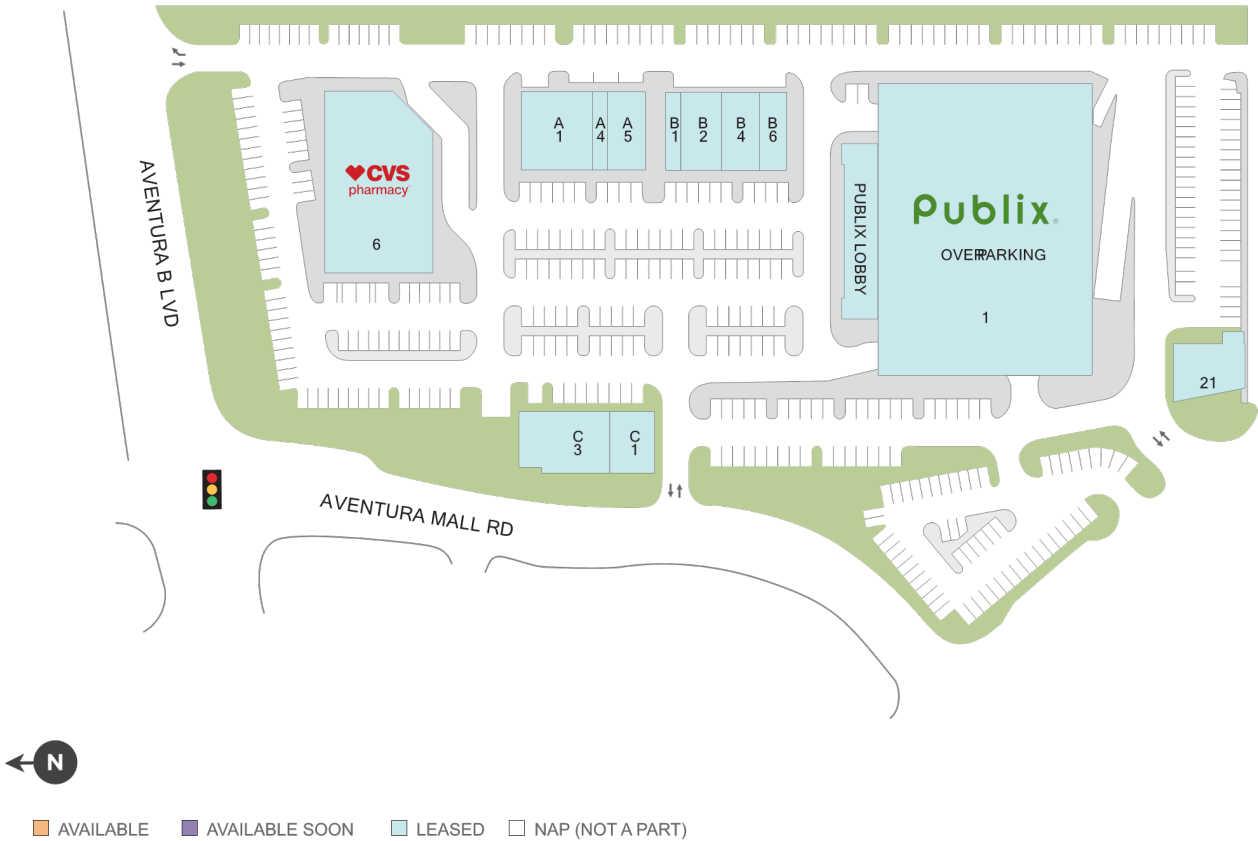 A 1
A 4
A 5
B 1
B 2
B 4
B 6
CVS
pharmacy
6
Publix
OVERPARKING
1
PUBLIX LOBBY
AVENTURA B LVD
21
C 3
C 1
AVENTURA MALL RD
N
AVAILABLE
AVAILABLE SOON
LEASED
NAP (NOT A PART)